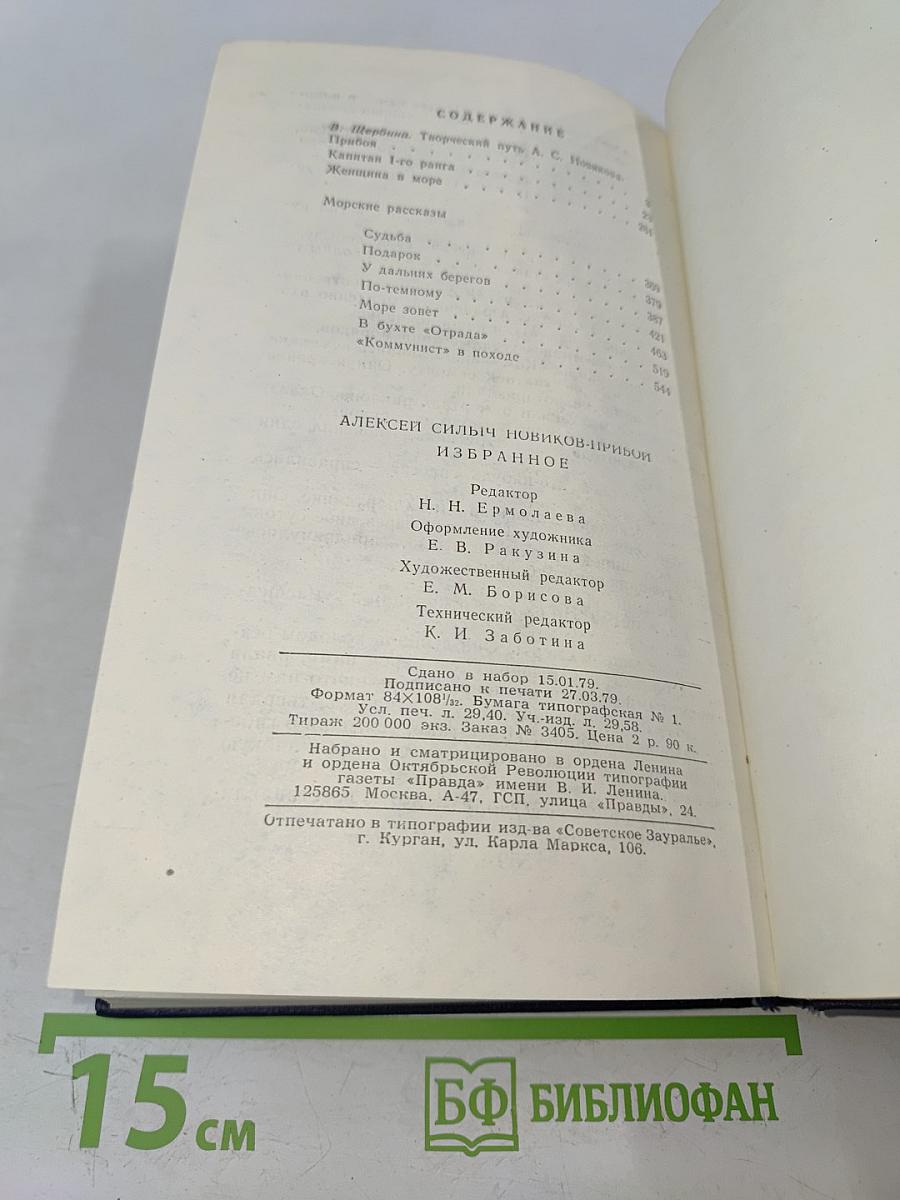 СОДЕРЖАНИЕ
В. Щербина. Творческий путь А. С. Новикова-
Прибоя
Капитан 1-го ранга
Женщина в море
Морские рассказы
Судьба . . . 369
Подарок . . . 379
У дальних берегов . . . 387
По-темному . . . 421
Море зовет . . . 463
В бухте «Отрада» . . . 519
«Коммунист» в походе . . . 544
АЛЕКСЕЙ СИЛЫЧ НОВИКОВ-ПРИБОЙ
ИЗБРАННОЕ
Редактор
Н. Н. Ермолаева
Оформление художника
Е. В. Ракузина
Художественный редактор
Е. М. Борисова
Технический редактор
К. И. Заботина
Сдано в набор 15.01.79.
Подписано к печати 27.03.79.
Формат 84×108¹/₃₂. Бумага типографская № 1.
Усл. печ. л. 29,40. Уч.-изд. л. 29,58.
Тираж 200 000 экз. Заказ № 3405. Цена 2 р. 90 к.
Набрано и сматрицировано в ордена Ленина
и ордена Октябрьской Революции типографии
газеты «Правда» имени В. И. Ленина.
125865. Москва, А-47, ГСП, улица «Правды», 24.
Отпечатано в типографии изд-ва «Советское Зауралье»,
г. Курган, ул. Карла Маркса, 106.
15 см
БФ БИБЛИОФАН